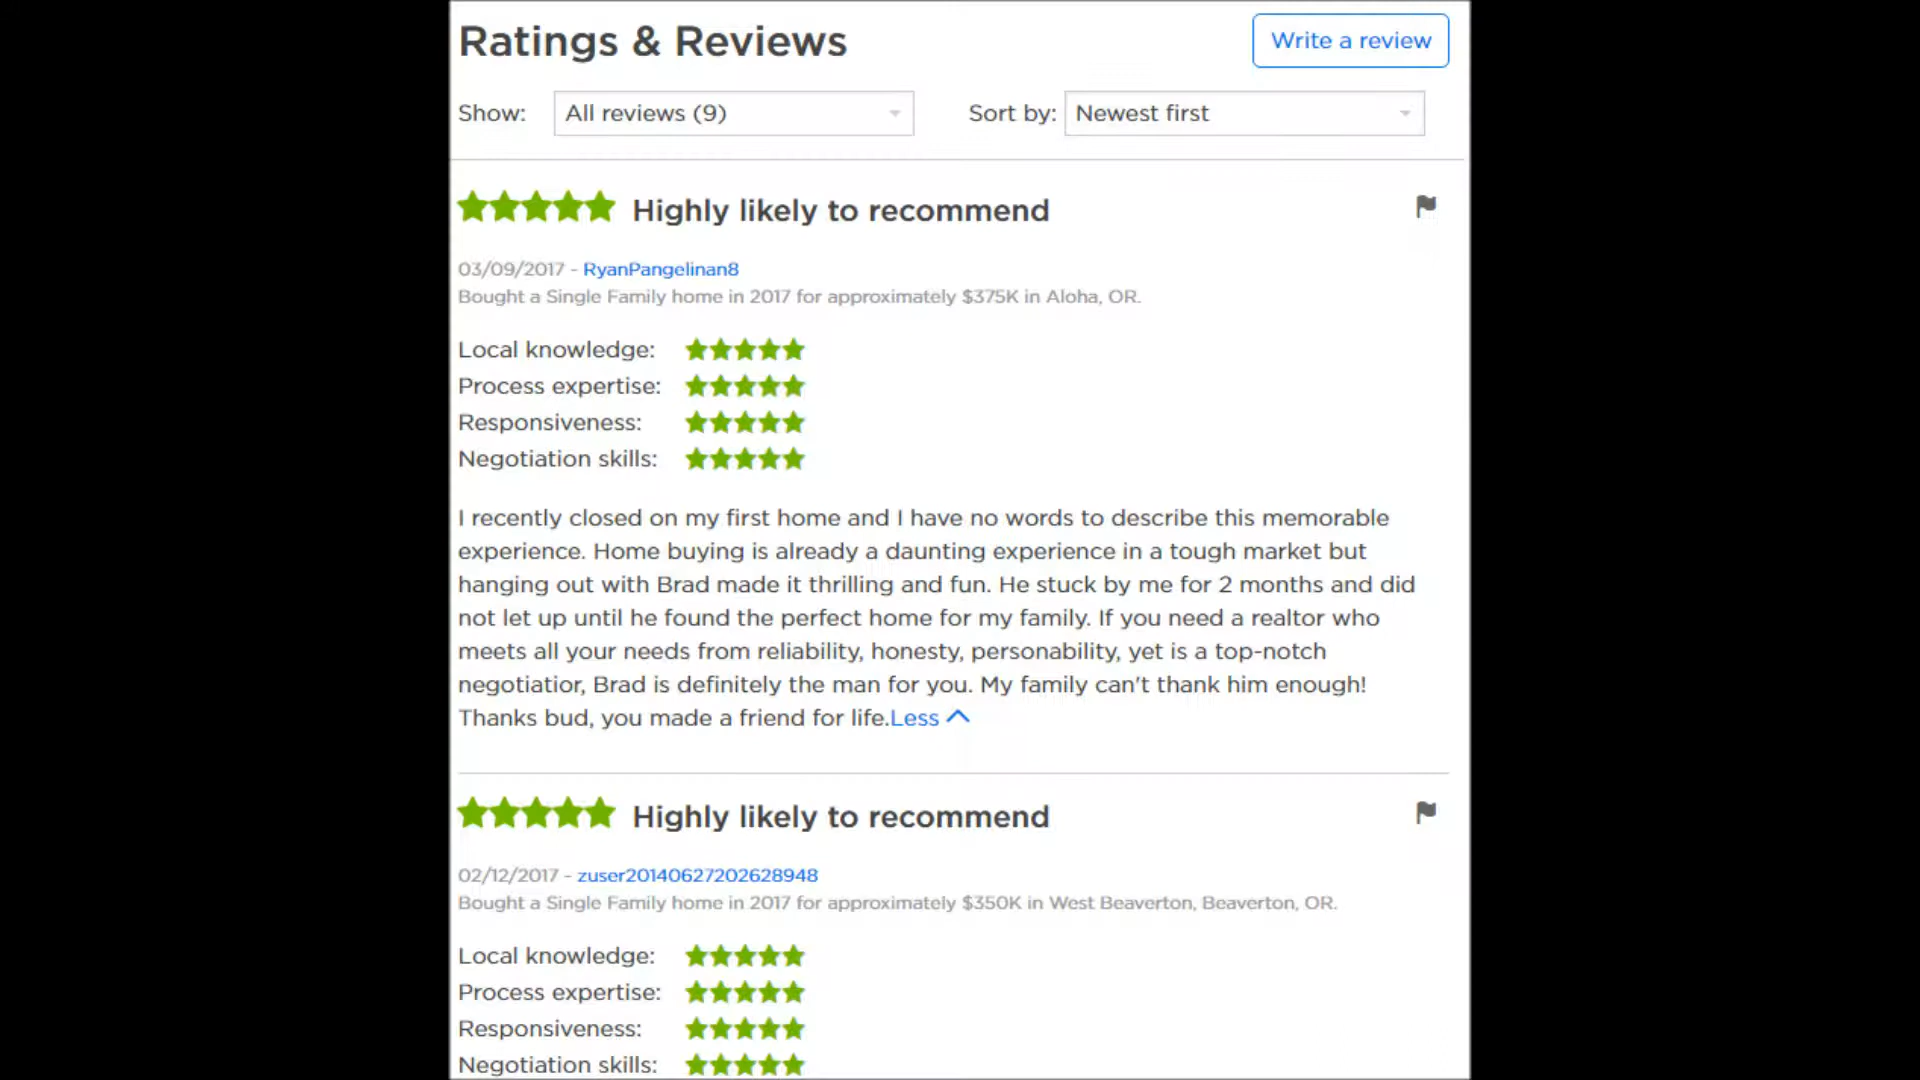 Ratings & Reviews
Write a review
Show: All reviews (9) Sort by: Newest first
Highly likely to recommend
03/09/2017 - RyanPangelinan8
Bought a Single Family home in 2017 for approximately $375K in Aloha, OR.
Local knowledge:
Process expertise:
Responsiveness:
Negotiation skills:
I recently closed on my first home and I have no words to describe this memorable
experience. Home buying is already a daunting experience in a tough market but
hanging out with Brad made it thrilling and fun. He stuck by me for 2 months and did
not let up until he found the perfect home for my family. If you need a realtor who
meets all your needs from reliability, honesty, personability, yet is a top-notch
negotiatior, Brad is definitely the man for you. My family can't thank him enough!
Thanks bud, you made a friend for life.Less
Highly likely to recommend
02/12/2017 - zuser20140627202628948
Bought a Single Family home in 2017 for approximately $350K in West Beaverton, Beaverton, OR.
Local knowledge:
Process expertise:
Responsiveness:
Negotiation skills: